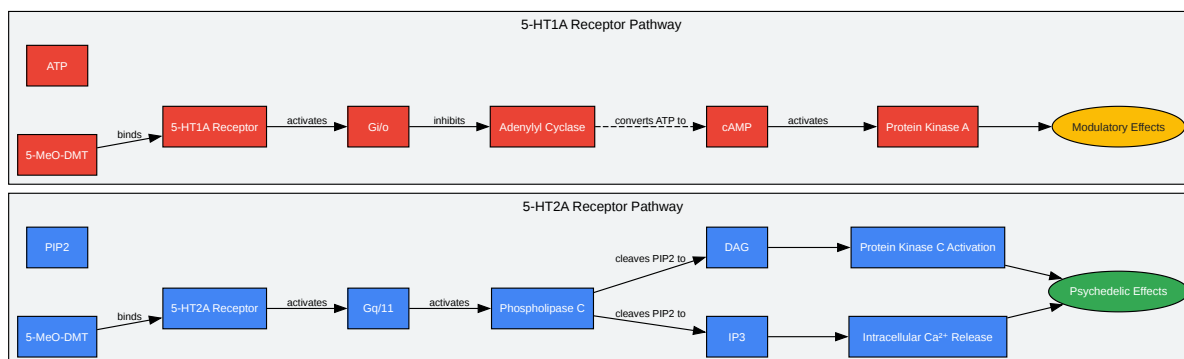 5-HT1A Receptor Pathway
ATP
5-MeO-DMT
binds
5-HT1A Receptor
activates
Gi/o
inhibits
Adenylyl Cyclase
converts ATP to
cAMP
activates
Protein Kinase A
Modulatory Effects
5-HT2A Receptor Pathway
PIP2
5-MeO-DMT
binds
5-HT2A Receptor
activates
Gq/11
activates
Phospholipase C
cleaves PIP2 to
DAG
Protein Kinase C Activation
cleaves PIP2 to
IP3
Intracellular Ca²⁺ Release
Psychedelic Effects